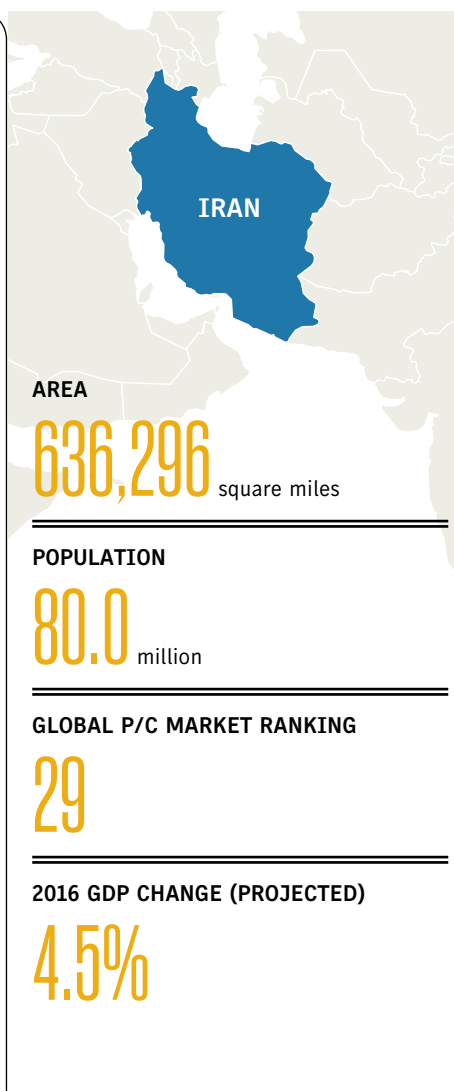 IRAN
AREA
636,296 square miles
POPULATION
80.0 million
GLOBAL P/C MARKET RANKING
29
2016 GDP CHANGE (PROJECTED)
4.5%